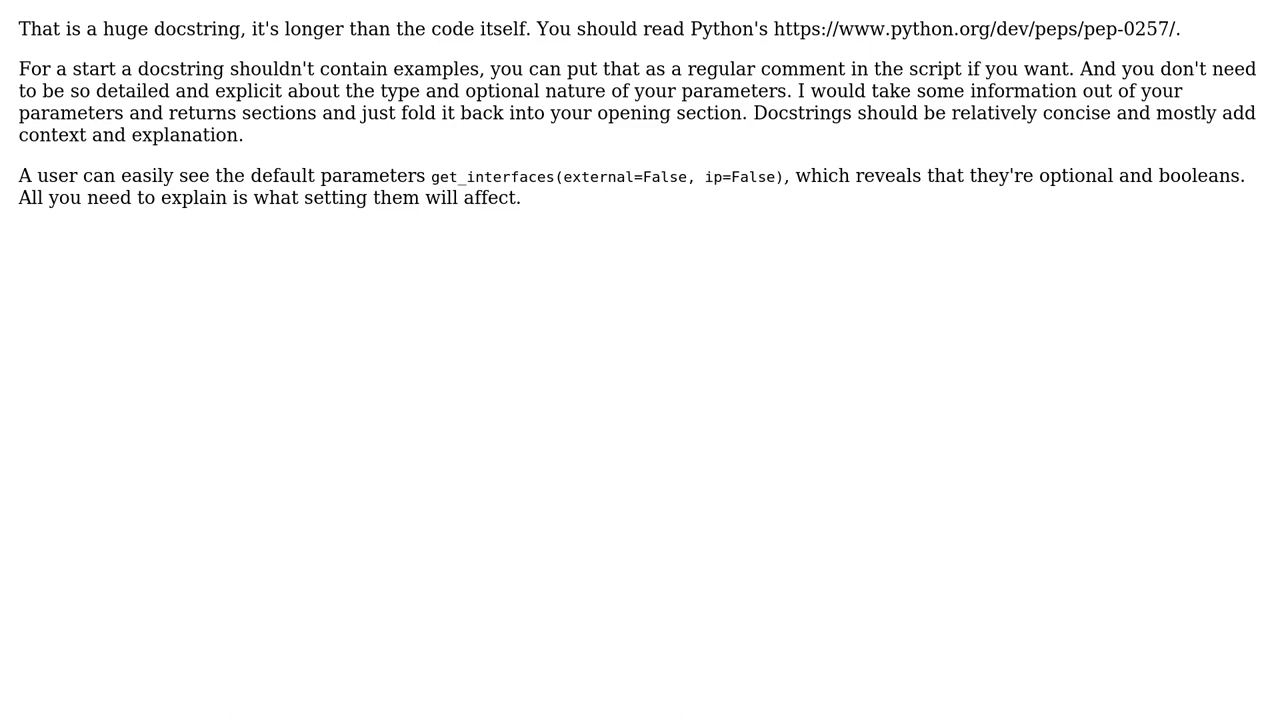 That is a huge docstring, it's longer than the code itself. You should read Python's https://www.python.org/dev/peps/pep-0257/.
For a start a docstring shouldn't contain examples, you can put that as a regular comment in the script if you want. And you don't need
to be so detailed and explicit about the type and optional nature of your parameters. I would take some information out of your
parameters and returns sections and just fold it back into your opening section. Docstrings should be relatively concise and mostly add
context and explanation.
A user can easily see the default parameters get_interfaces(external=False, ip=False), which reveals that they're optional and booleans.
All you need to explain is what setting them will affect.